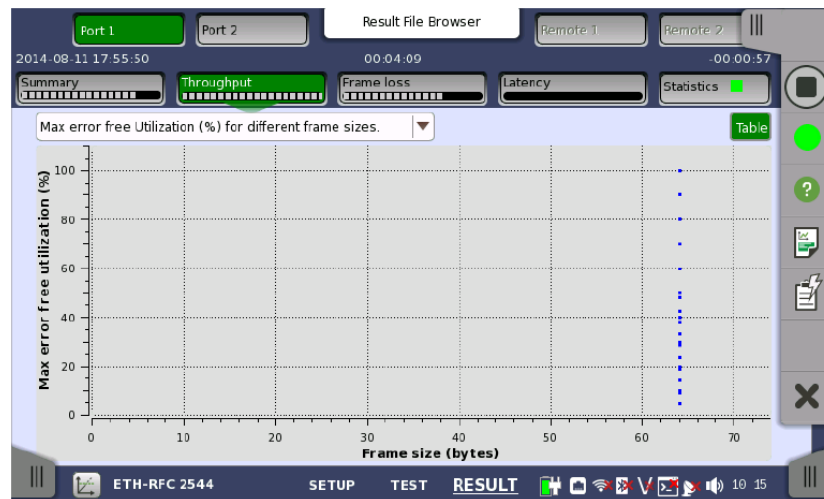 Port 1
Port 2
Result File Browser
Remote 1
Remote 2
2014-08-11 17:55:50
00:04:09
-00:00:57
Summary
Throughput
Frame loss
Latency
Statistics
Max error free Utilization (%) for different frame sizes.
Table
Max error free utilization (%)
100
80
60
40
20
0
0 10 20 30 40 50 60 70
Frame size (bytes)
?
ETH-RFC 2544
SETUP
TEST
RESULT
10 15